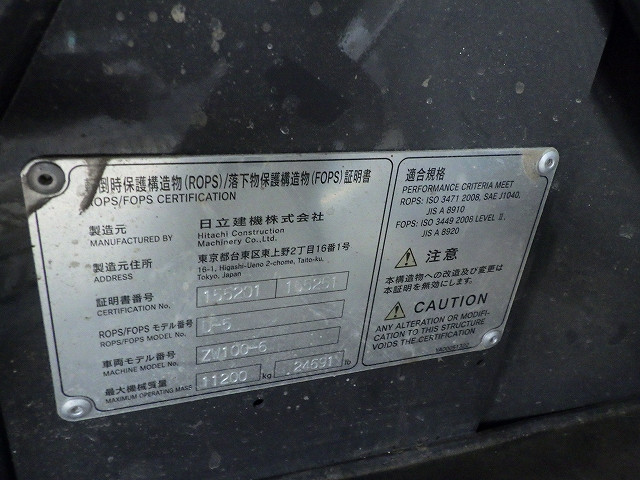 倒時保護構造物(ROPS)/落下物保護構造物(FOPS)証明書
ROPS/FOPS CERTIFICATION
製造元
MANUFACTURED BY
日立建機株式会社
Hitachi Construction
Machinery Co., Ltd.
製造元住所
ADDRESS
東京都台東区東上野2丁目16番1号
16-1, Higashi-Ueno 2-chome, Taito-ku,
Tokyo, Japan
証明書番号
CERTIFICATION No.
155201
ROPS/FOPS モデル番号
ROPS/FOPS MODEL No.
車両モデル番号
MACHINE MODEL No.
ZW100-6
最大機械質量
MAXIMUM OPERATING MASS
11200 kg 24691 lb
適合規格
PERFORMANCE CRITERIA MEET
ROPS: ISO 3471 2008, SAE J1040,
JIS A 8910
FOPS: ISO 3449 2008 LEVEL Ⅱ,
JIS A 8920
注意
本構造物への改造及び変更は
本証明を無効にします。
CAUTION
ANY ALTERATION OR MODIFI-
CATION TO THIS STRUCTURE
VOIDS THE CERTIFICATION